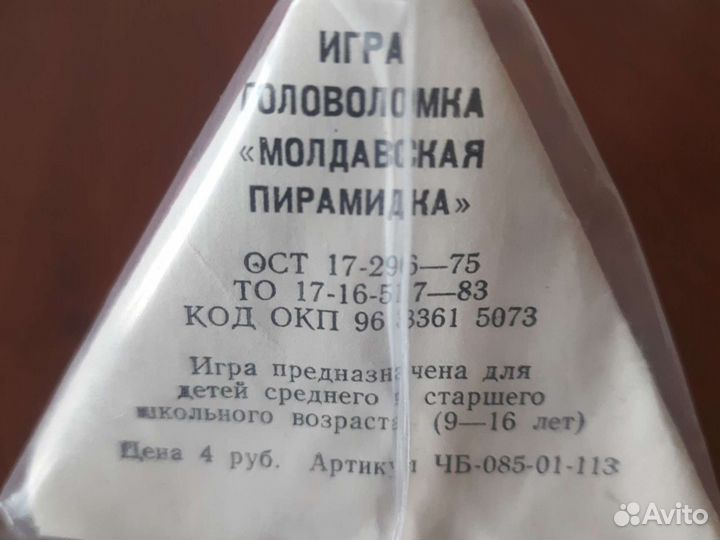 ИГРА
ГОЛОВОЛОМКА
«МОЛДАВСКАЯ
ПИРАМИДКА»
ОСТ 17-296—75
ТО 17-16-517—83
КОД ОКП 96 3361 5073
Игра предназначена для
детей среднего и старшего
школьного возраста (9—16 лет)
Цена 4 руб. Артикул ЧБ-085-01-113
Avito